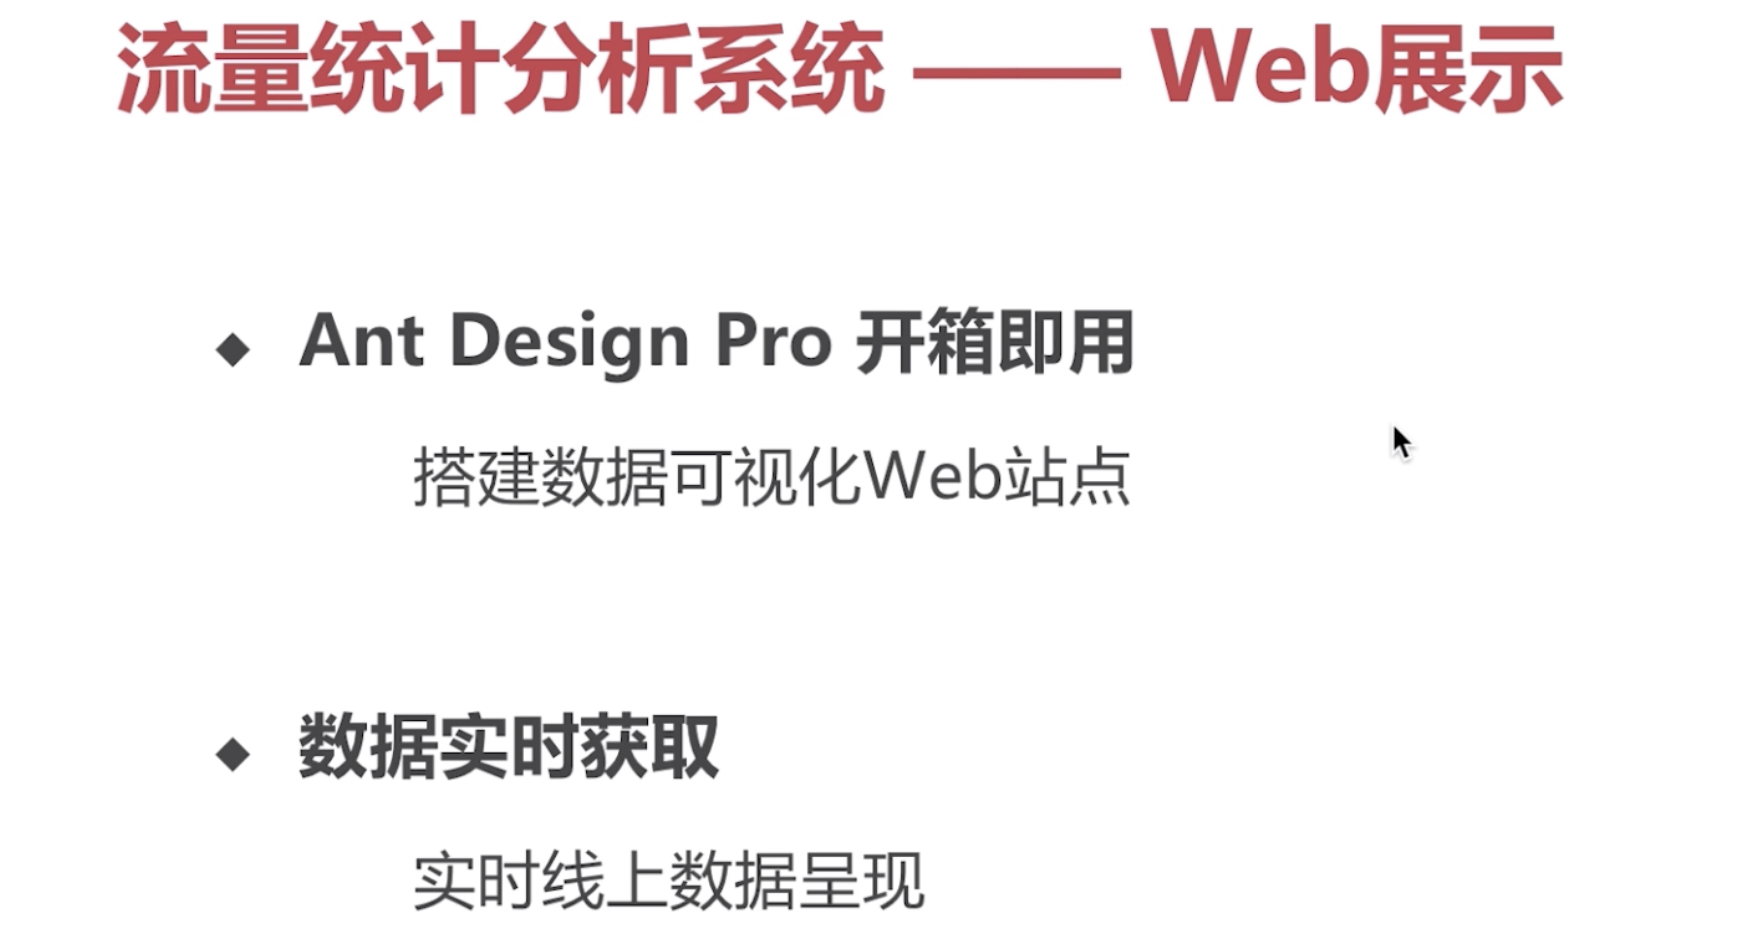 流量统计分析系统 —— Web展示
◆ Ant Design Pro 开箱即用
搭建数据可视化Web站点
◆ 数据实时获取
实时线上数据呈现